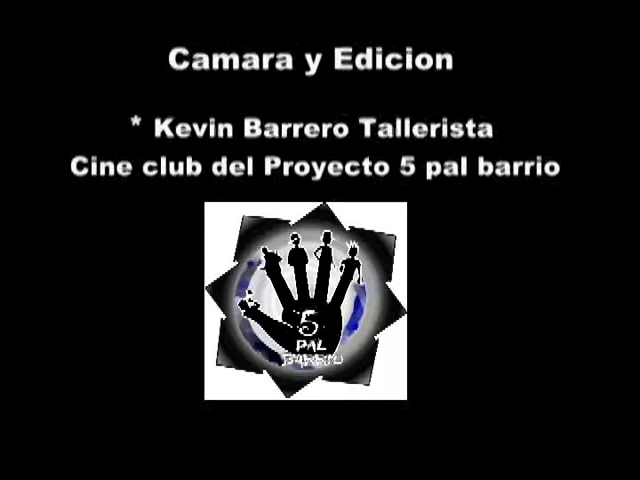 Camara y Edicion
* Kevin Barrero Tallerista
Cine club del Proyecto 5 pal barrio
5
PAL
BARRIO